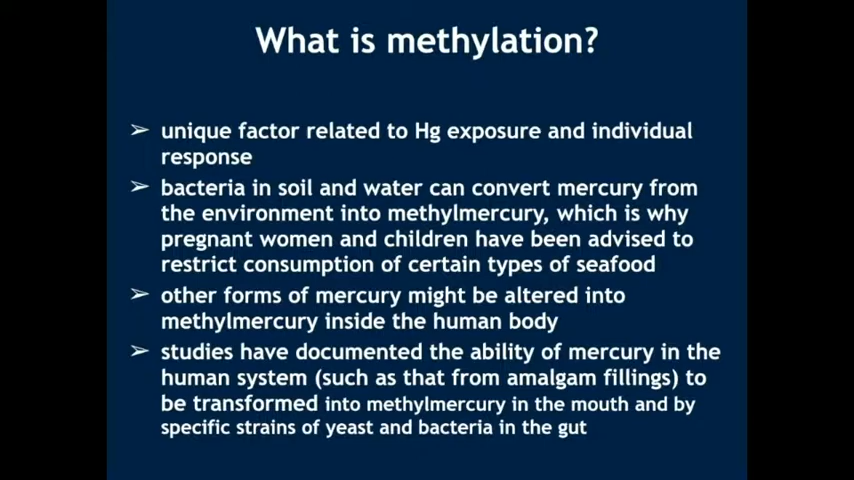 What is methylation?
➢ unique factor related to Hg exposure and individual
response
➢ bacteria in soil and water can convert mercury from
the environment into methylmercury, which is why
pregnant women and children have been advised to
restrict consumption of certain types of seafood
➢ other forms of mercury might be altered into
methylmercury inside the human body
➢ studies have documented the ability of mercury in the
human system (such as that from amalgam fillings) to
be transformed into methylmercury in the mouth and by
specific strains of yeast and bacteria in the gut